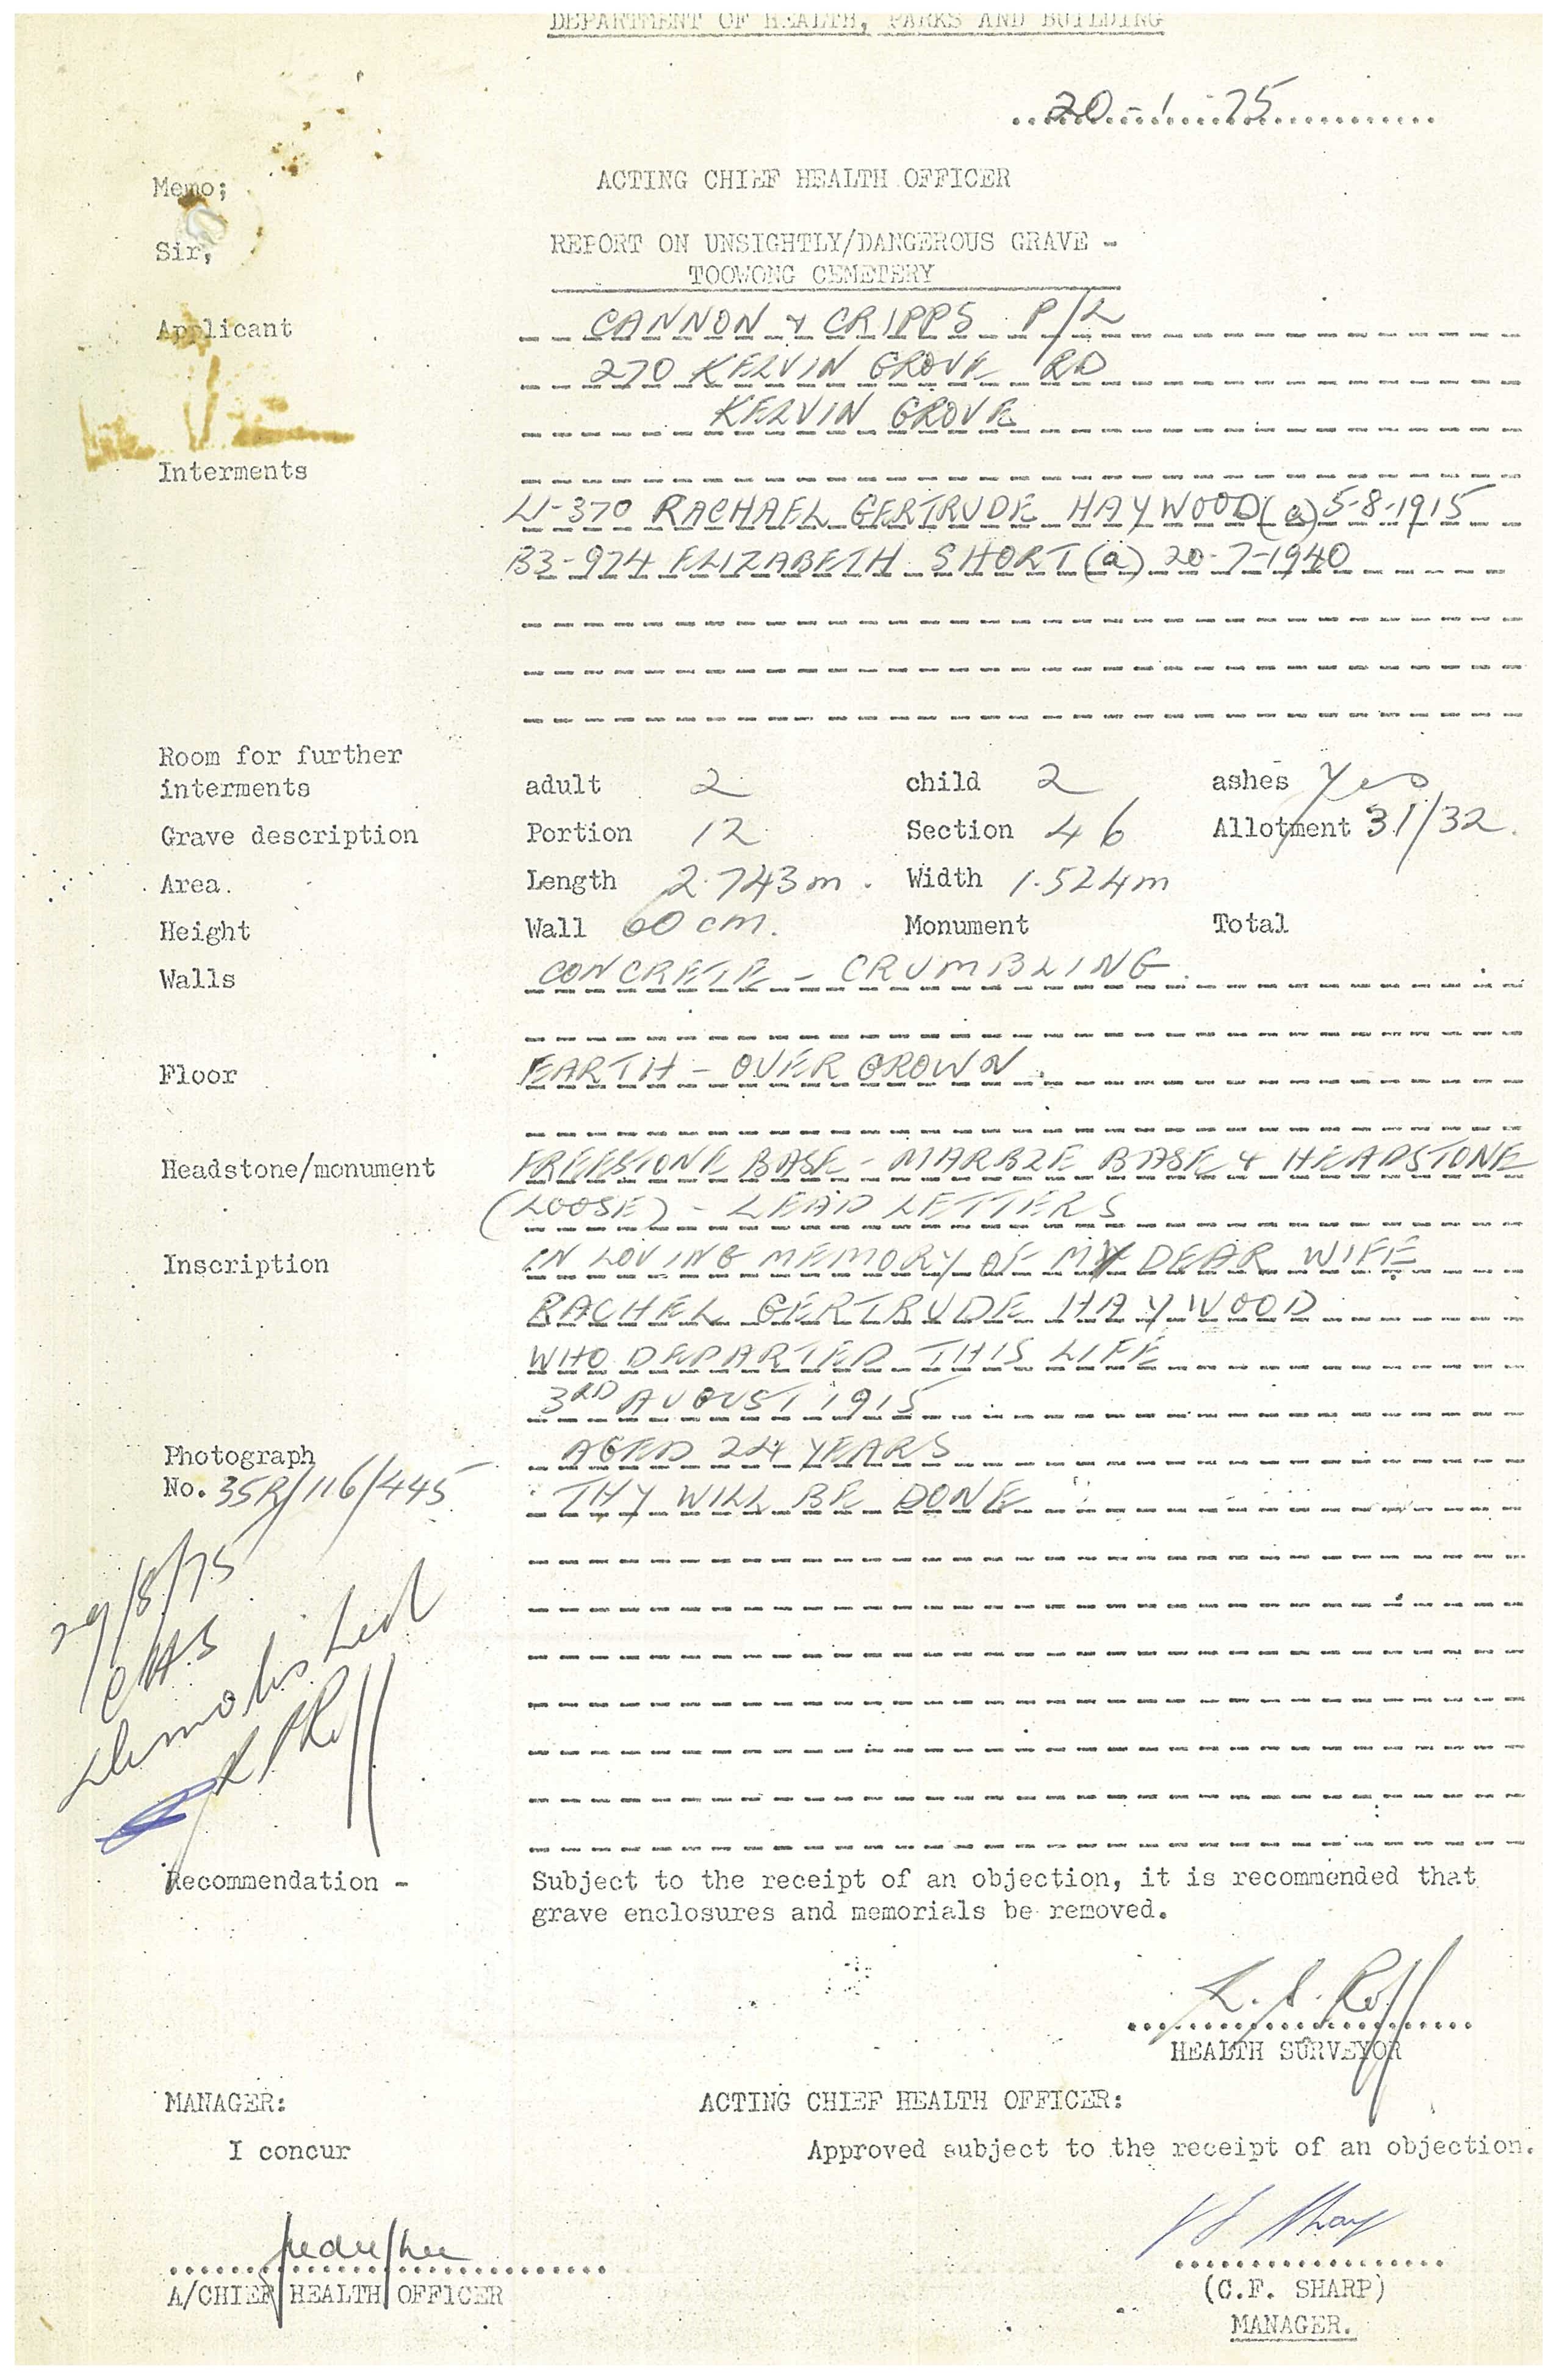 DEPARTMENT OF HEALTH, PARKS AND BUILDING
20-1-75
Memo; ACTING CHIEF HEALTH OFFICER
Sir, REPORT ON UNSIGHTLY/DANGEROUS GRAVE -
TOOWONG CEMETERY
Applicant CANNON & CRIPPS P/L
270 KELVIN GROVE RD
KELVIN GROVE
Interments
LI-370 RACHAEL GERTRUDE HAYWOOD (a) 5-8-1915
B3-974 ELIZABETH SHORT (a) 20-7-1940
Room for further
interments adult 2 child 2 ashes Yes
Grave description Portion 12 Section 46 Allotment 31/32.
Area. Length 2.743m. Width 1.524m
Height Wall 60 cm. Monument Total
Walls CONCRETE - CRUMBLING.
Floor EARTH - OVER GROWN.
Headstone/monument FREESTONE BASE - MARBLE BASE & HEADSTONE
(LOOSE) - LEAD LETTERS
Inscription IN LOVING MEMORY OF MY DEAR WIFE
RACHEL GERTRUDE HAYWOOD
WHO DEPARTED THIS LIFE
3RD AUGUST 1915
Photograph AGED 24 YEARS
No. 35R/116/445 THY WILL BE DONE
29/8/75
Demolished
Recommendation - Subject to the receipt of an objection, it is recommended that
grave enclosures and memorials be removed.
L. S. Roff
HEALTH SURVEYOR
MANAGER: ACTING CHIEF HEALTH OFFICER:
I concur Approved subject to the receipt of an objection.
A/CHIEF HEALTH OFFICER (C.F. SHARP)
MANAGER.